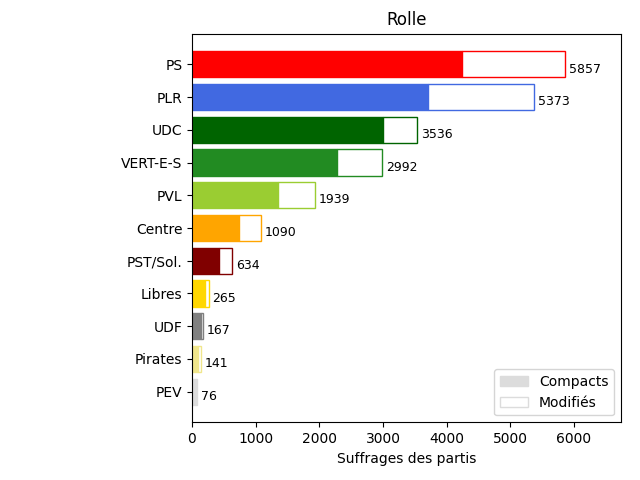 Rolle
PS 5857
PLR 5373
UDC 3536
VERT-E-S 2992
PVL 1939
Centre 1090
PST/Sol. 634
Libres 265
UDF 167
Pirates 141
PEV 76
Compacts
Modifiés
0 1000 2000 3000 4000 5000 6000
Suffrages des partis